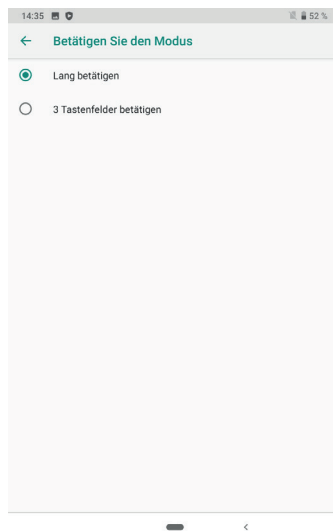 14:35 52 %
Betätigen Sie den Modus
Lang betätigen
3 Tastenfelder betätigen